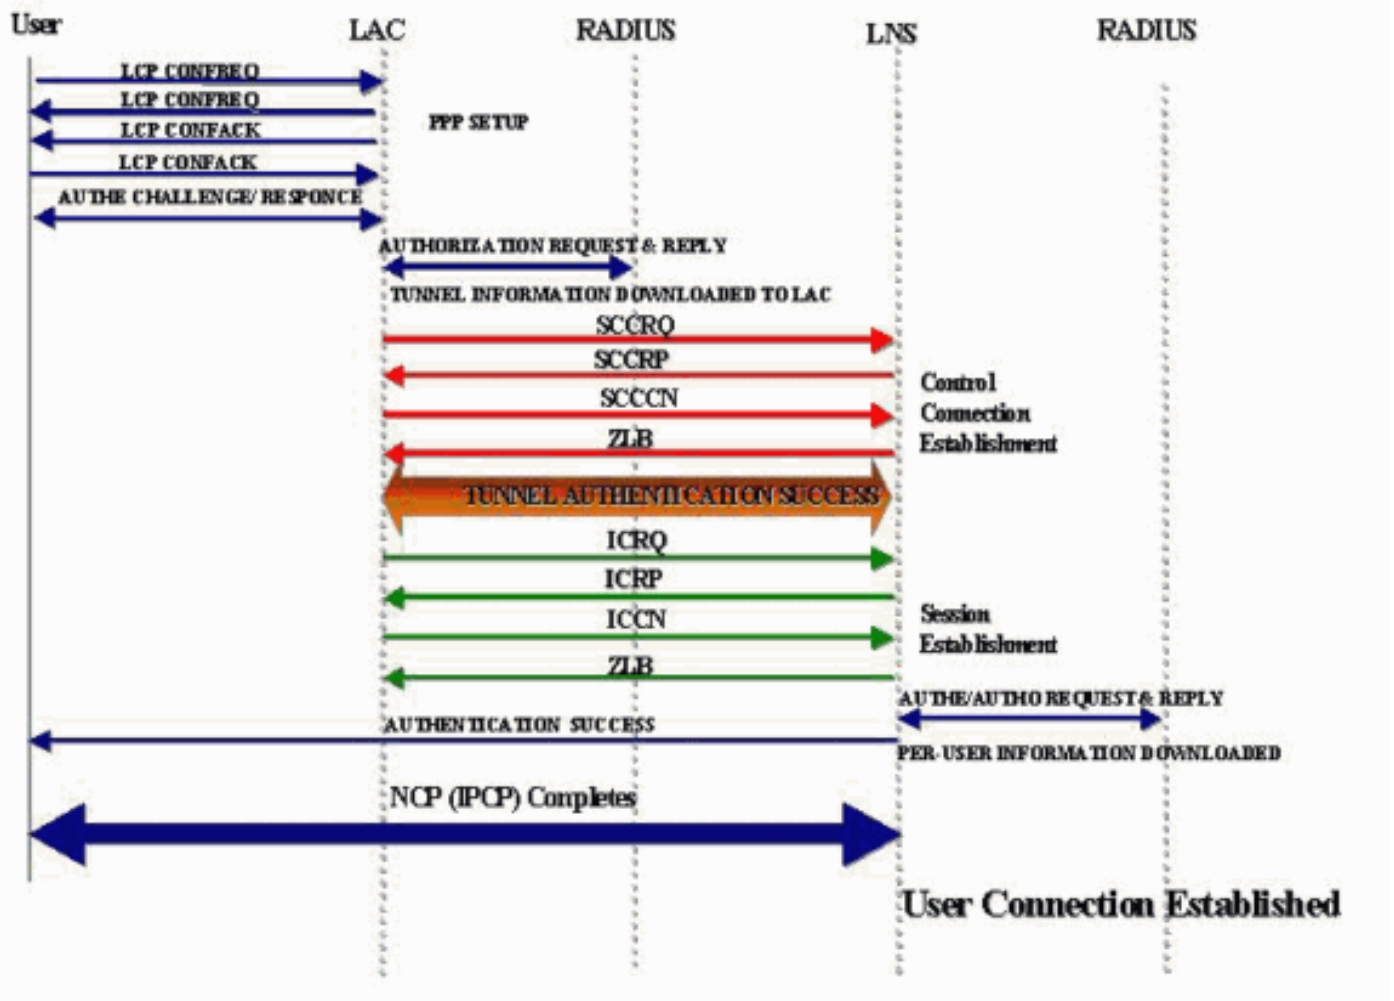 User
LAC
RADIUS
LNS
RADIUS
LCP CONFREQ
LCP CONFREQ
PPP SETUP
LCP CONFACK
LCP CONFACK
AUTHE CHALLENGE/ RESPONCE
AUTHORIZATION REQUEST & REPLY
TUNNEL INFORMATION DOWNLOADED TO LAC
SCCRQ
SCCRP
Control
Connection
Establishment
SCCCN
ZLB
TUNNEL AUTHENTICATION SUCCESS
ICRQ
ICRP
ICCN
Session
Establishment
ZLB
AUTHE/AUTHO REQUEST & REPLY
AUTHENTICATION SUCCESS
PER-USER INFORMATION DOWNLOADED
NCP (IPCP) Completes
User Connection Established